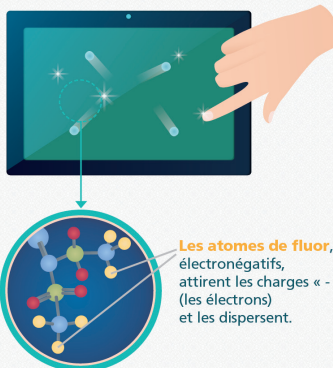 Les atomes de fluor,
électronégatifs,
attirent les charges « -
(les électrons)
et les dispersent.